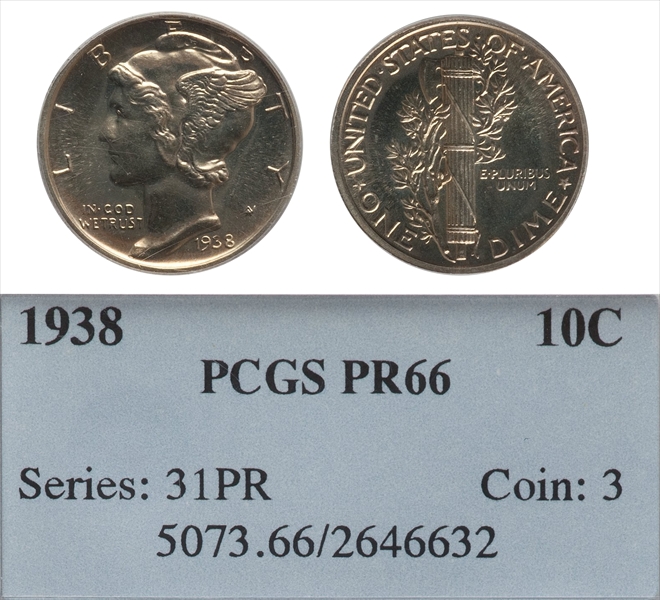 LIBERTY
IN·GOD
WE TRUST
1938
UNITED·STATES·OF·AMERICA
E·PLURIBUS
UNUM
ONE DIME
1938 10C
PCGS PR66
Series: 31PR Coin: 3
5073.66/2646632